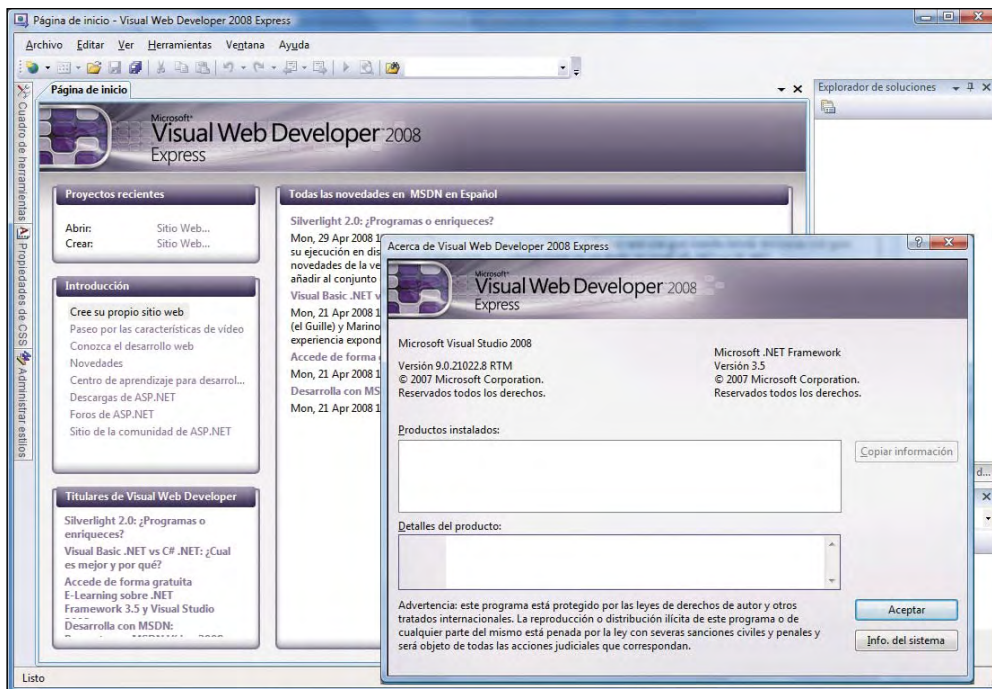 Página de inicio - Visual Web Developer 2008 Express
Archivo Editar Ver Herramientas Ventana Ayuda
Cuadro de herramientas
Propiedades de CSS
Administrar estilos
Página de inicio
Microsoft
Visual Web Developer 2008
Express
Proyectos recientes
Abrir: Sitio Web...
Crear: Sitio Web...
Introducción
Cree su propio sitio web
Paseo por las características de vídeo
Conozca el desarrollo web
Novedades
Centro de aprendizaje para desarrol...
Descargas de ASP.NET
Foros de ASP.NET
Sitio de la comunidad de ASP.NET
Titulares de Visual Web Developer
Silverlight 2.0: ¿Programas o
enriqueces?
Visual Basic .NET vs C# .NET: ¿Cual
es mejor y por qué?
Accede de forma gratuita
E-Learning sobre .NET
Framework 3.5 y Visual Studio
Desarrolla con MSDN:
Todas las novedades en MSDN en Español
Silverlight 2.0: ¿Programas o enriqueces?
Mon, 29 Apr 2008 1
su ejecución en dis
novedades de la ve
añadir al conjunto
Visual Basic .NET v
Mon, 21 Apr 2008 1
(el Guille) y Marino
experiencia expond
Accede de forma
Mon, 21 Apr 2008 1
Desarrolla con MS
Mon, 21 Apr 2008 1
Explorador de soluciones
d...
Acerca de Visual Web Developer 2008 Express
Microsoft
Visual Web Developer 2008
Express
Microsoft Visual Studio 2008
Versión 9.0.21022.8 RTM
© 2007 Microsoft Corporation.
Reservados todos los derechos.
Microsoft .NET Framework
Versión 3.5
© 2007 Microsoft Corporation.
Reservados todos los derechos.
Productos instalados:
Copiar información
Detalles del producto:
Advertencia: este programa está protegido por las leyes de derechos de autor y otros
tratados internacionales. La reproducción o distribución ilícita de este programa o de
cualquier parte del mismo está penada por la ley con severas sanciones civiles y penales y
será objeto de todas las acciones judiciales que correspondan.
Aceptar
Info. del sistema
Listo